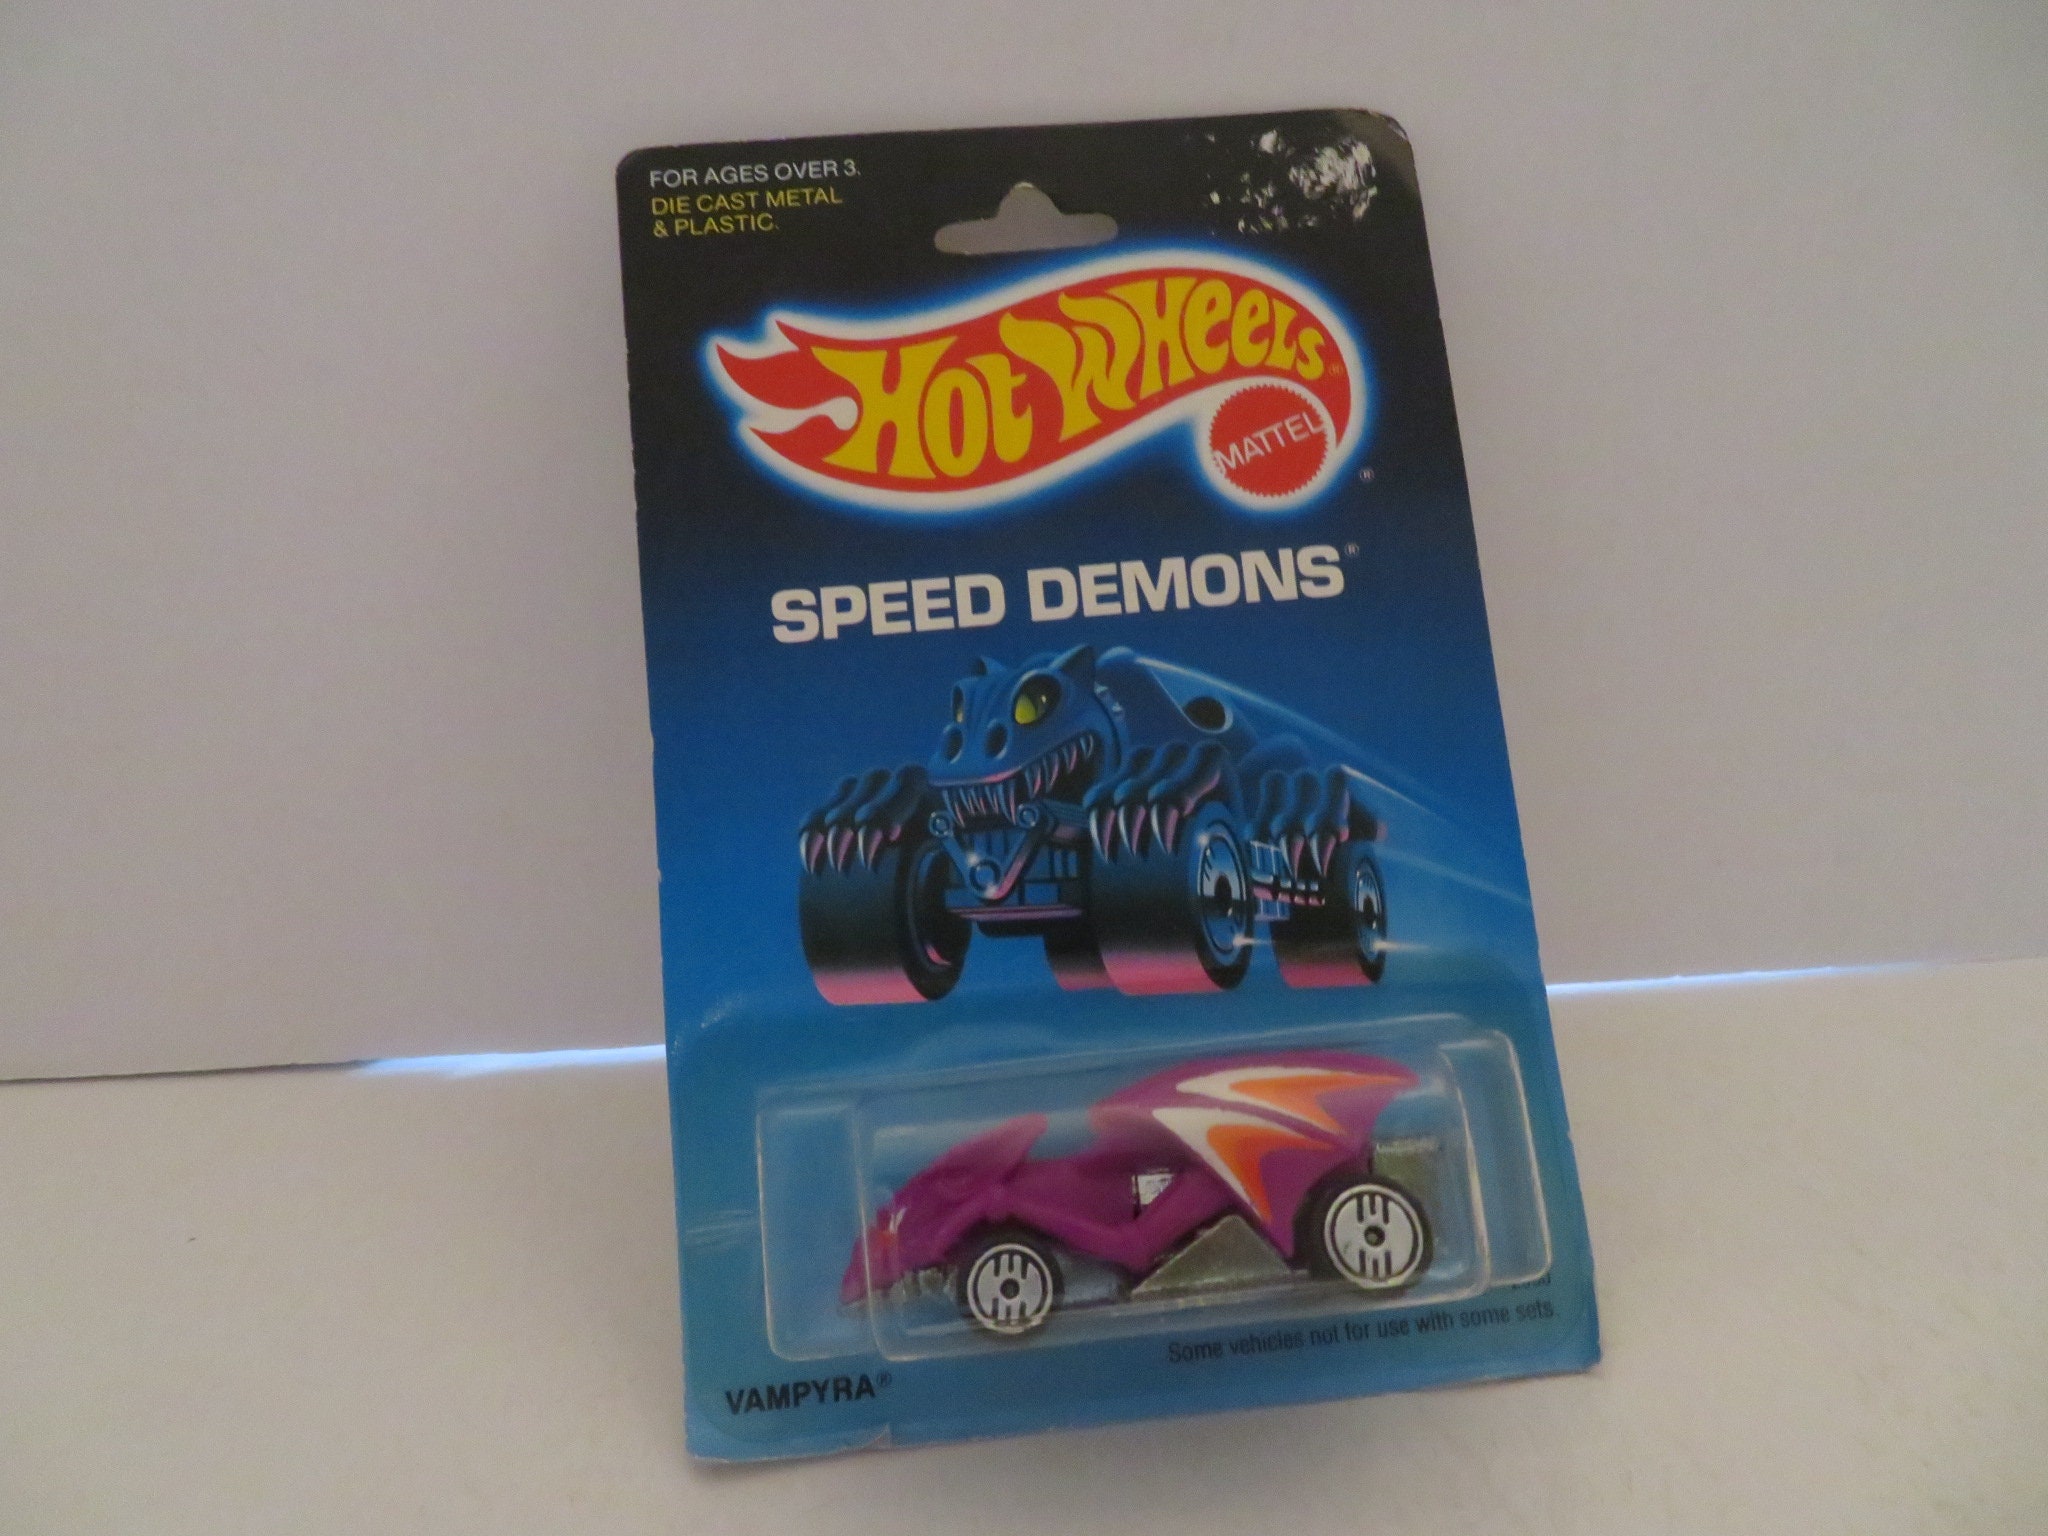 FOR AGES OVER 3.
DIE CAST METAL
& PLASTIC.
HOT WHEELS®
MATTEL
®
SPEED DEMONS®
Some vehicles not for use with some sets.
VAMPYRA®